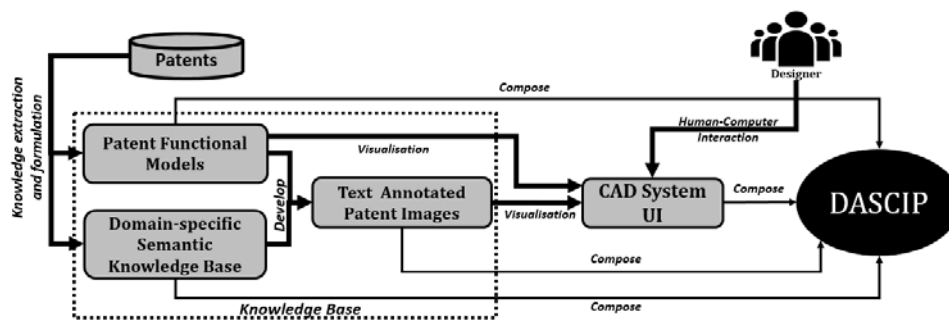 Patents
Designer
Knowledge extraction
and formulation
Compose
Patent Functional
Models
Visualisation
Human-Computer
Interaction
Develop
Text Annotated
Patent Images
Visualisation
CAD System
UI
Compose
DASCIP
Domain-specific
Semantic
Knowledge Base
Compose
Knowledge Base
Compose